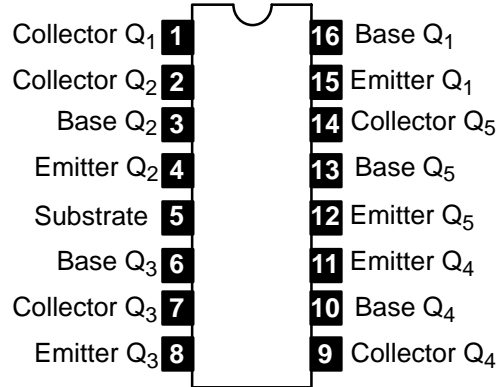 Collector Q1 1 16 Base Q1
Collector Q2 2 15 Emitter Q1
Base Q2 3 14 Collector Q5
Emitter Q2 4 13 Base Q5
Substrate 5 12 Emitter Q5
Base Q3 6 11 Emitter Q4
Collector Q3 7 10 Base Q4
Emitter Q3 8 9 Collector Q4